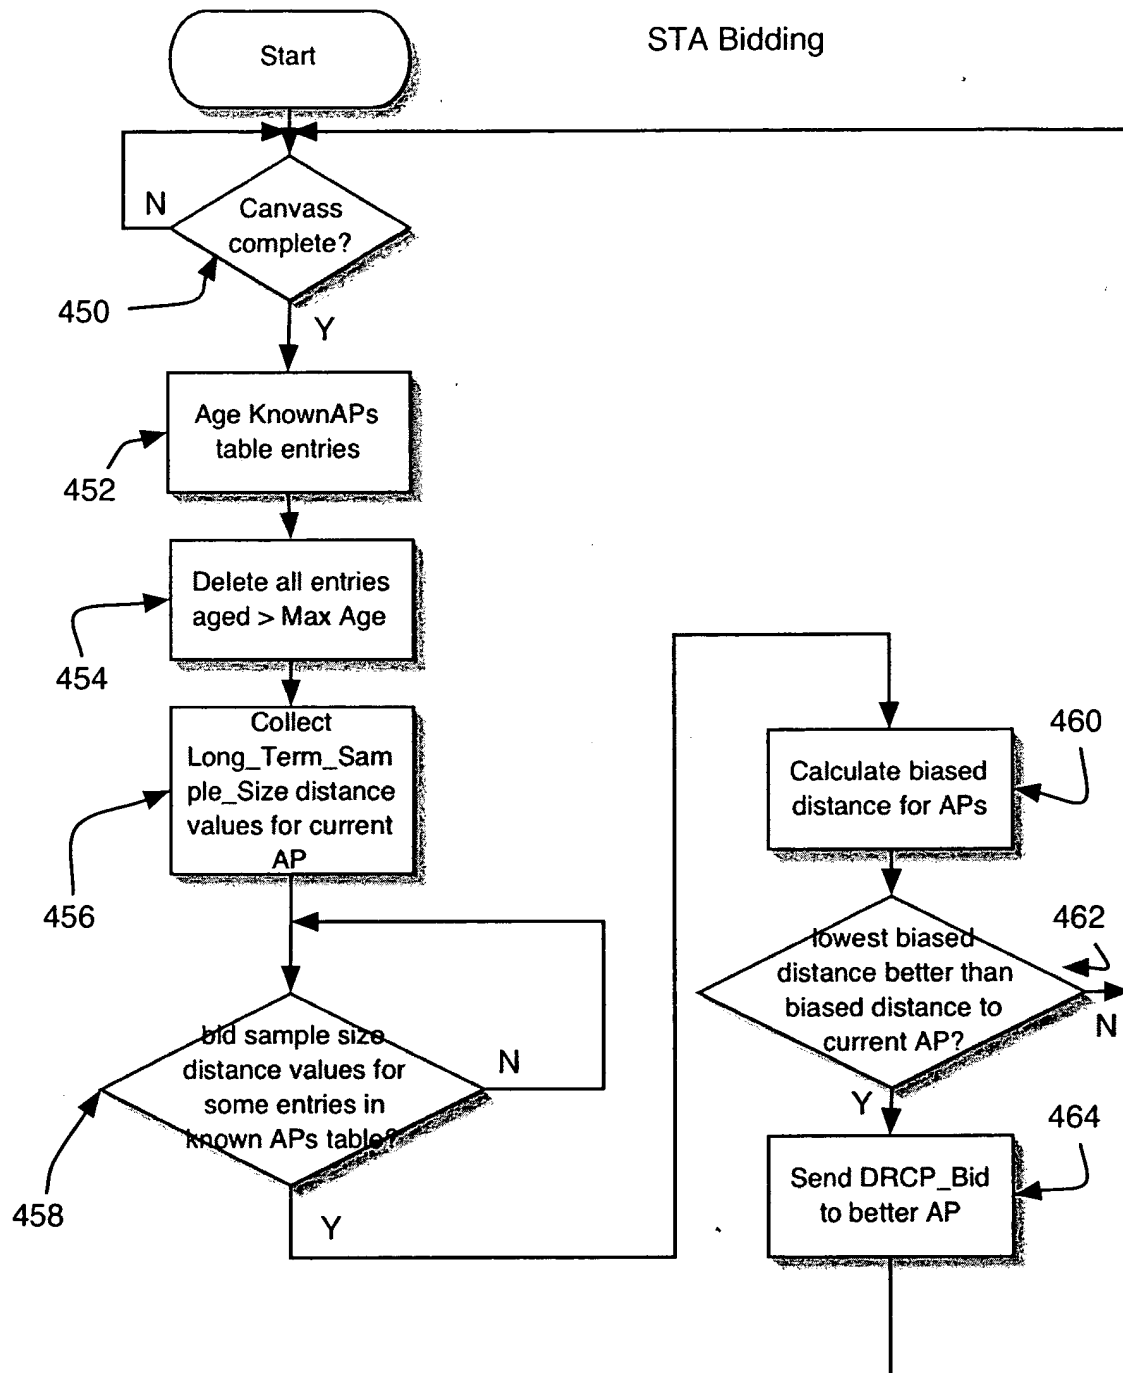 STA Bidding
Start
Canvass
complete?
N
Y
450
Age KnownAPs
table entries
452
Delete all entries
aged > Max Age
454
Collect
Long_Term_Sam
ple_Size distance
values for current
AP
456
bid sample size
distance values for
some entries in
known APs table?
N
Y
458
Calculate biased
distance for APs
460
lowest biased
distance better than
biased distance to
current AP?
462
N
Y
Send DRCP_Bid
to better AP
464